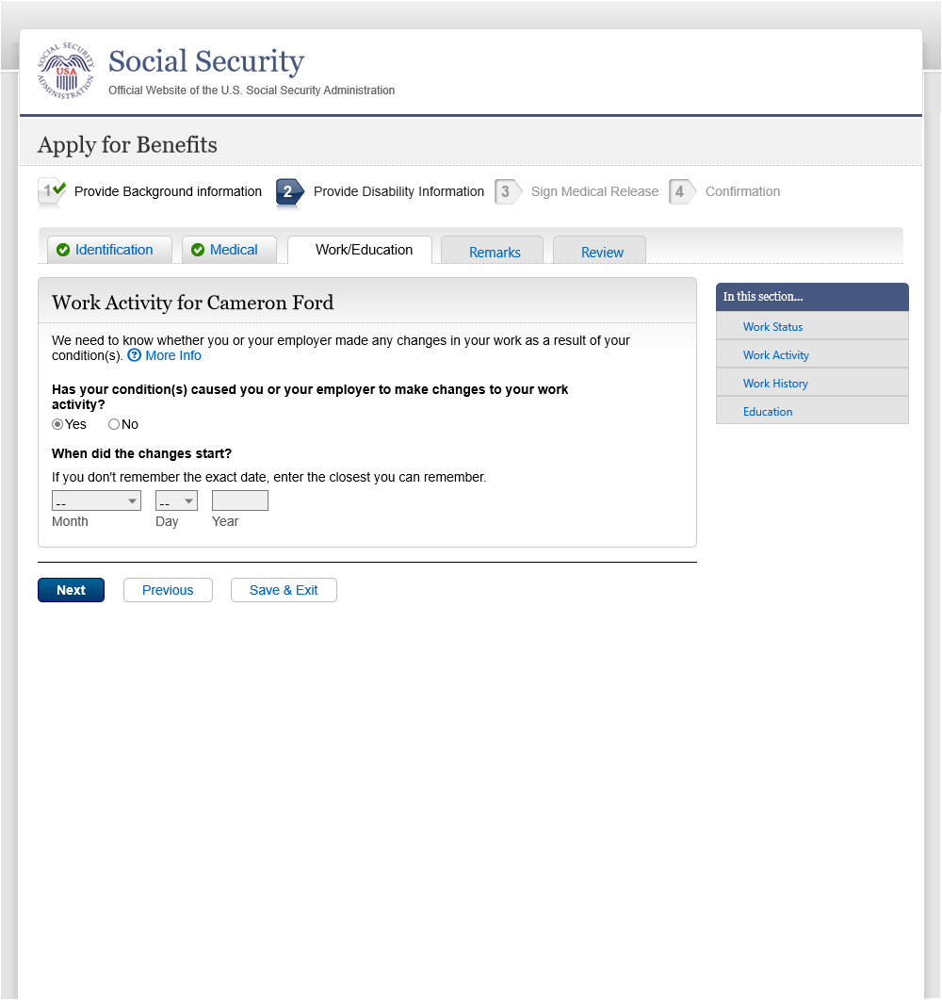 SOCIAL SECURITY ADMINISTRATION
USA
Social Security
Official Website of the U.S. Social Security Administration
Apply for Benefits
1 Provide Background information 2 Provide Disability Information 3 Sign Medical Release 4 Confirmation
Identification Medical Work/Education Remarks Review
Work Activity for Cameron Ford
We need to know whether you or your employer made any changes in your work as a result of your
condition(s). ? More Info
Has your condition(s) caused you or your employer to make changes to your work
activity?
Yes No
When did the changes start?
If you don't remember the exact date, enter the closest you can remember.
-- --
Month Day Year
Next Previous Save & Exit
In this section...
Work Status
Work Activity
Work History
Education